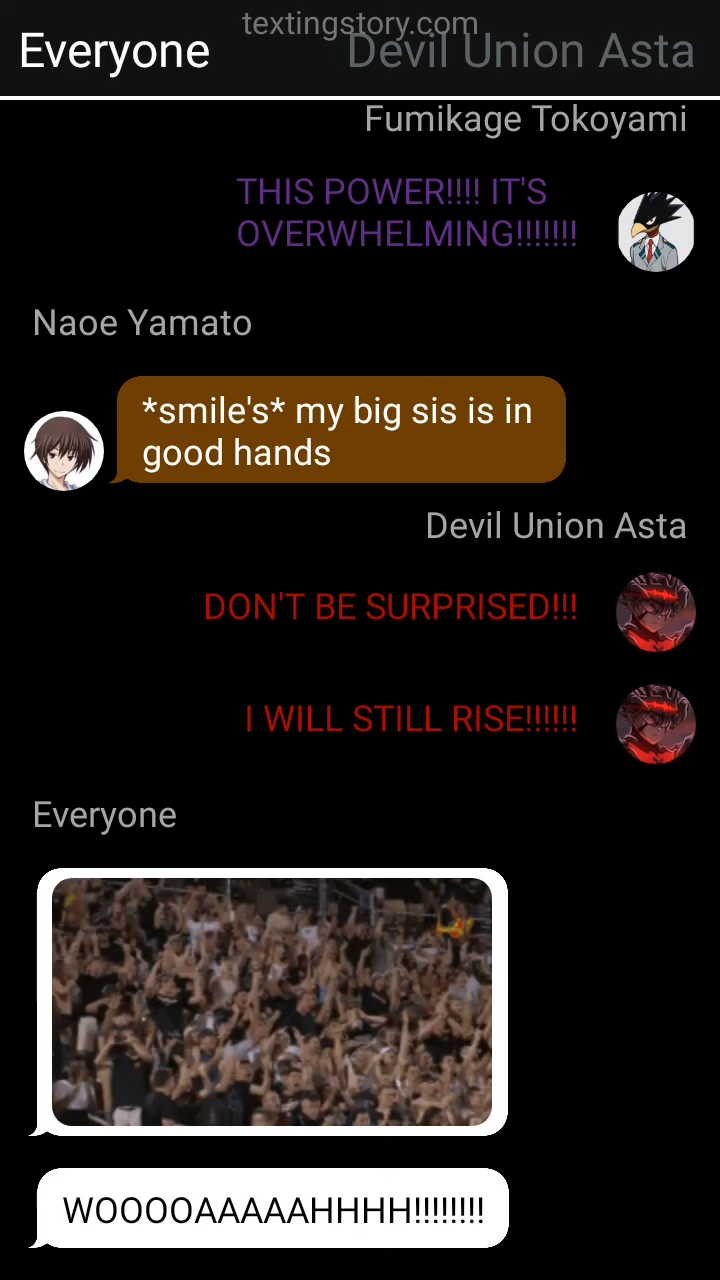 textingstory.com
Everyone
Devil Union Asta
Fumikage Tokoyami
THIS POWER!!!! IT'S
OVERWHELMING!!!!!!!
Naoe Yamato
*smile's* my big sis is in
good hands
Devil Union Asta
DON'T BE SURPRISED!!!
I WILL STILL RISE!!!!!!
Everyone
WOOOOAAAAAHHHH!!!!!!!!